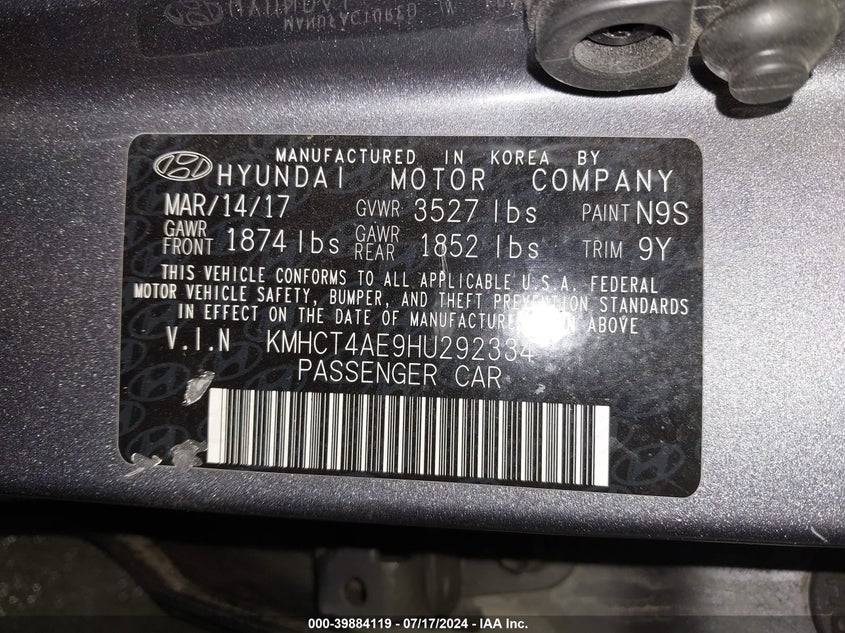 MANUFACTURED
MANUFACTURED IN KOREA BY
HYUNDAI MOTOR COMPANY
MAR/14/17 GVWR 3527 lbs PAINT N9S
GAWR FRONT 1874 lbs GAWR REAR 1852 lbs TRIM 9Y
THIS VEHICLE CONFORMS TO ALL APPLICABLE U.S.A. FEDERAL
MOTOR VEHICLE SAFETY, BUMPER, AND THEFT PREVENTION STANDARDS
IN EFFECT ON THE DATE OF MANUFACTURE SHOWN ABOVE
V.I.N KMHCT4AE9HU292334
PASSENGER CAR
000-39884119 / 07/17/2024 - IAA Inc.